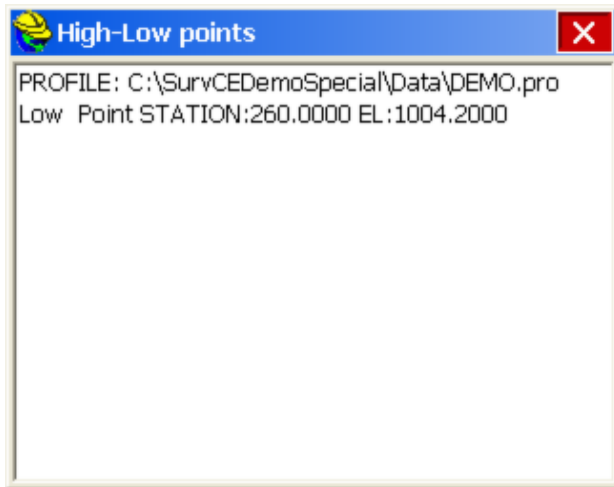 High-Low points
PROFILE: C:\SurvCEDemoSpecial\Data\DEMO.pro
Low  Point STATION:260.0000 EL:1004.2000